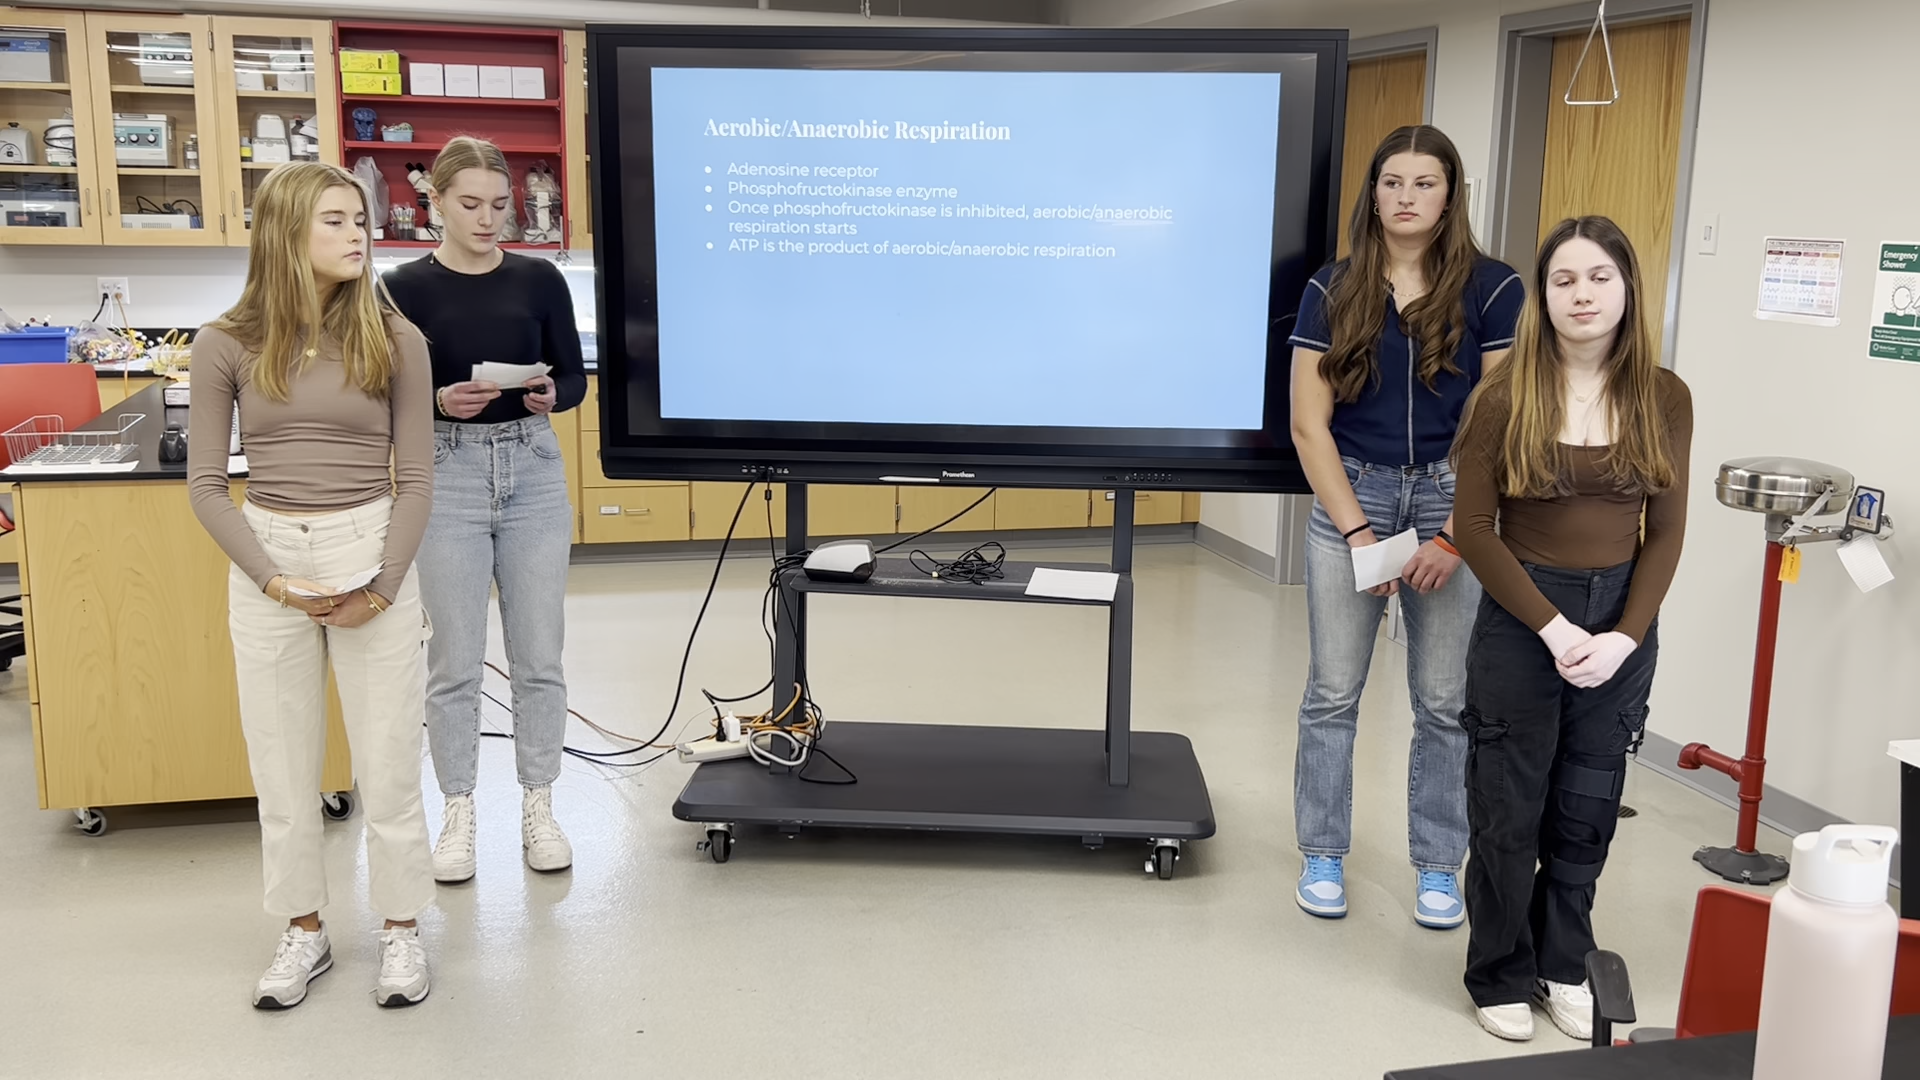 Aerobic/Anaerobic Respiration
• Adenosine receptor
• Phosphofructokinase enzyme
• Once phosphofructokinase is inhibited, aerobic/anaerobic
respiration starts
• ATP is the product of aerobic/anaerobic respiration
Promethean
Emergency
Shower